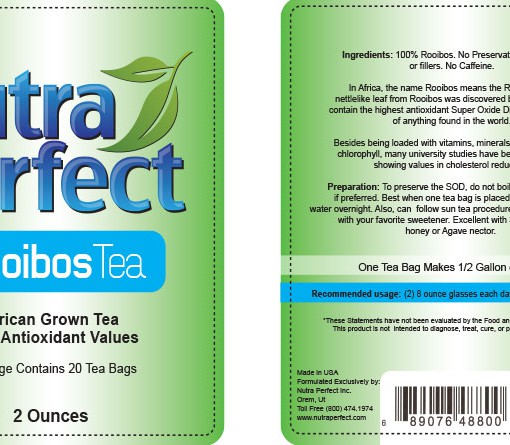 utra
erfect
oibos Tea
rican Grown Tea
Antioxidant Values
ge Contains 20 Tea Bags
2 Ounces
Ingredients: 100% Rooibos. No Preservat
or fillers. No Caffeine.
In Africa, the name Rooibos means the R
nettlelike leaf from Rooibos was discovered b
contain the highest antioxidant Super Oxide D
of anything found in the world.
Besides being loaded with vitamins, minerals
chlorophyll, many university studies have be
showing values in cholesterol redu
Preparation: To preserve the SOD, do not boil
if preferred. Best when one tea bag is placed
water overnight. Also, can follow sun tea procedure
with your favorite sweetener. Excellent with
honey or Agave nector.
One Tea Bag Makes 1/2 Gallon
Recommended usage: (2) 8 ounce glasses each da
*These Statements have not been evaluated by the Food an
This product is not intended to diagnose, treat, cure, or p
Made in USA
Formulated Exclusively by:
Nutra Perfect Inc.
Orem, Ut
Toll Free (800) 474.1974
www.nutraperfect.com
6 89076 48800